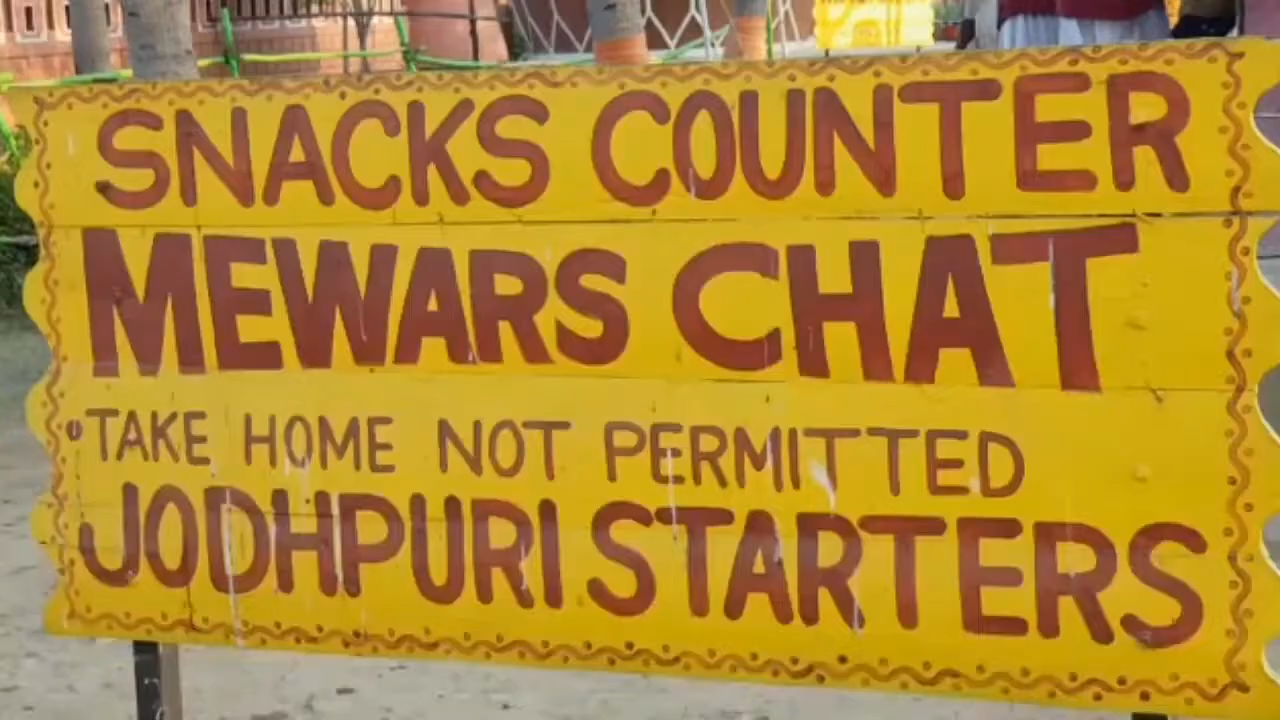 SNACKS COUNTER
MEWARS CHAT
•TAKE HOME NOT PERMITTED
JODHPURI STARTERS